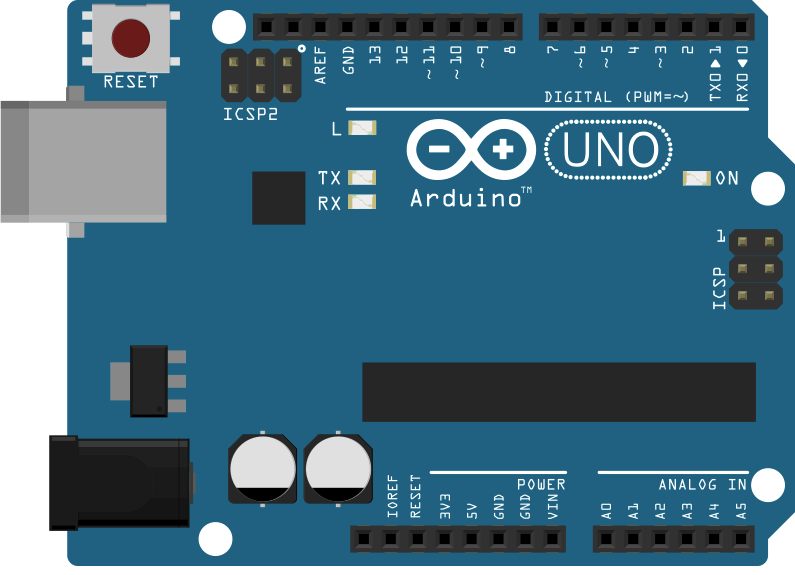 RESET
ICSP2
AREF
GND
13
12
~11
~10
~9
8
7
~6
~5
4
~3
2
TX0▶1
RX0◀0
DIGITAL (PWM=~)
L
TX
RX
Arduino™
UNO
ON
1
ICSP
IOREF
RESET
3V3
5V
GND
GND
VIN
POWER
ANALOG IN
A0
A1
A2
A3
A4
A5